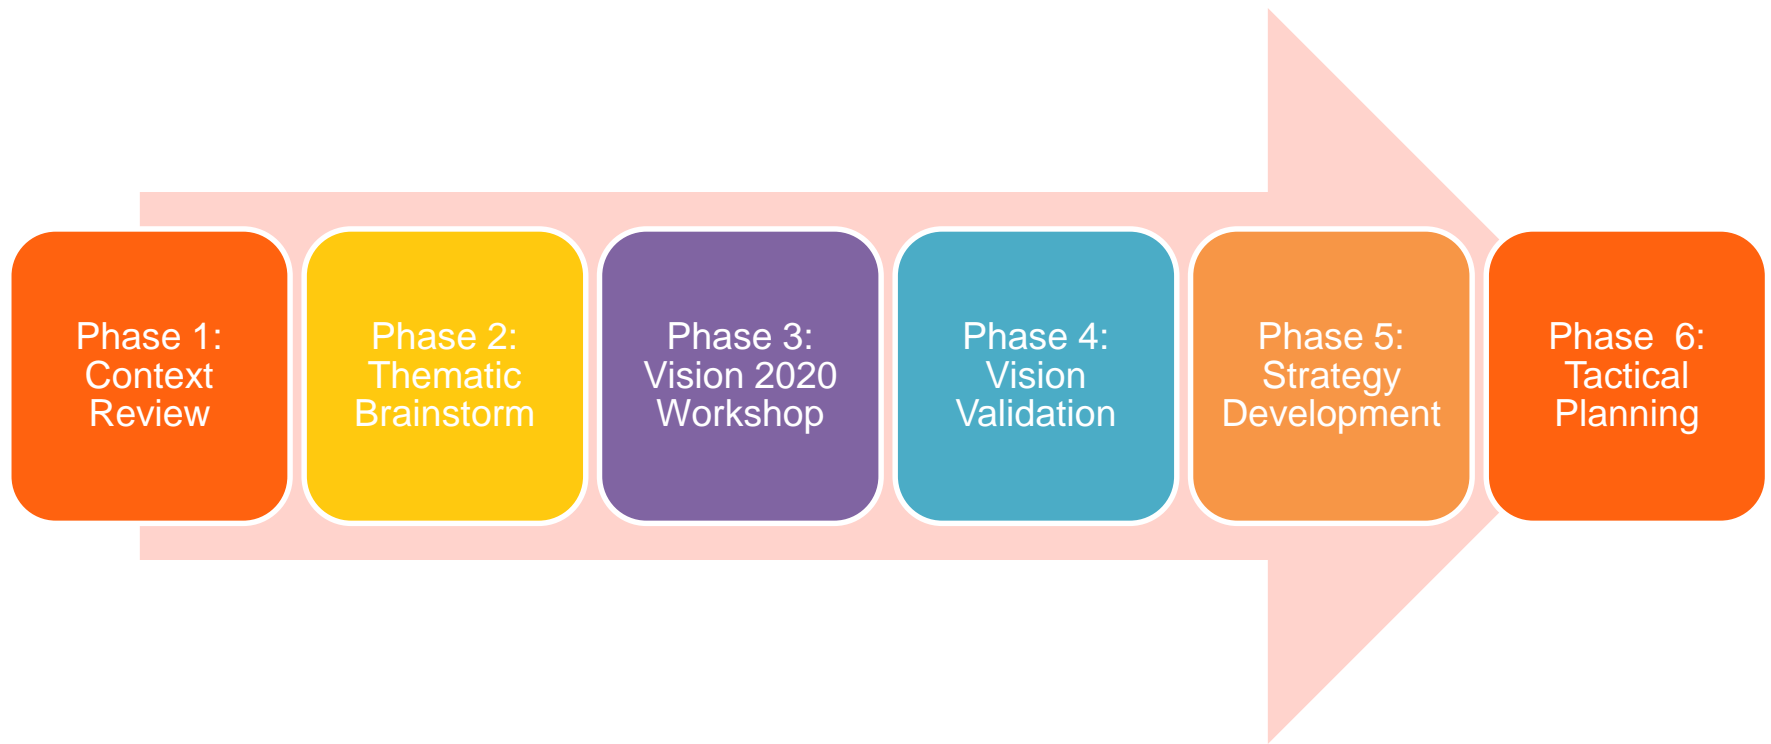 Phase 1:
Context
Review
Phase 2:
Thematic
Brainstorm
Phase 3:
Vision 2020
Workshop
Phase 4:
Vision
Validation
Phase 5:
Strategy
Development
Phase  6:
Tactical
Planning